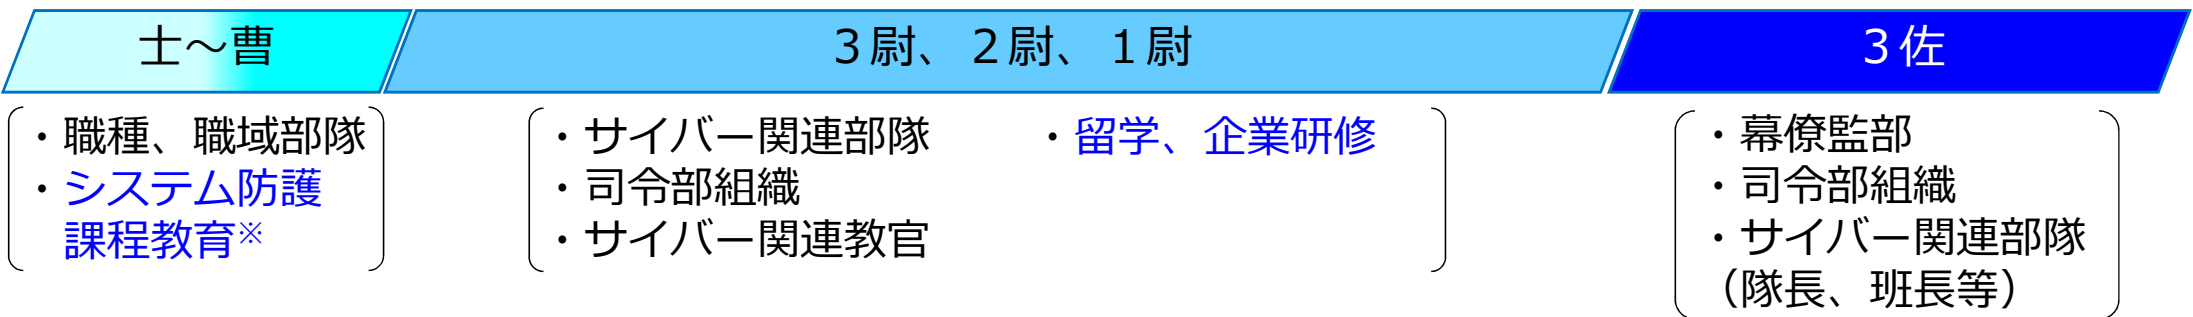 士～曹
３尉、２尉、１尉
３佐
・職種、職域部隊
・システム防護
課程教育※
・サイバー関連部隊
・司令部組織
・サイバー関連教官
・留学、企業研修
・幕僚監部
・司令部組織
・サイバー関連部隊
（隊長、班長等）